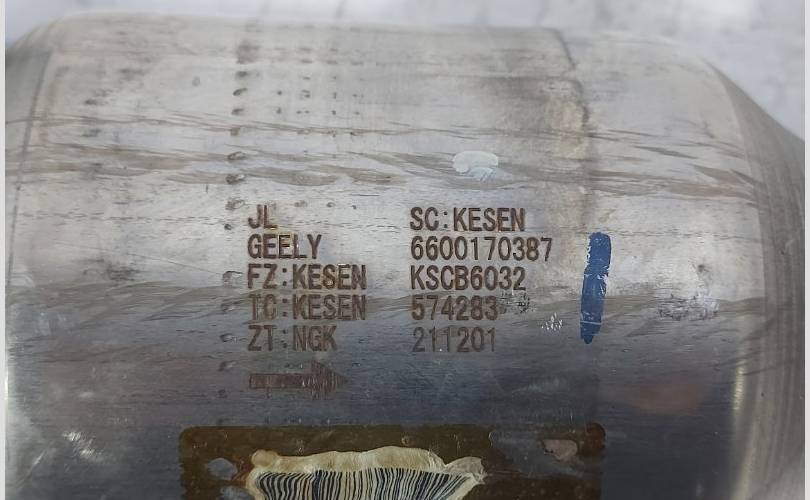 JL SC:KESEN
GEELY 6600170387
FZ:KESEN KSCB6032
TC:KESEN 574283
ZT:NGK 211201